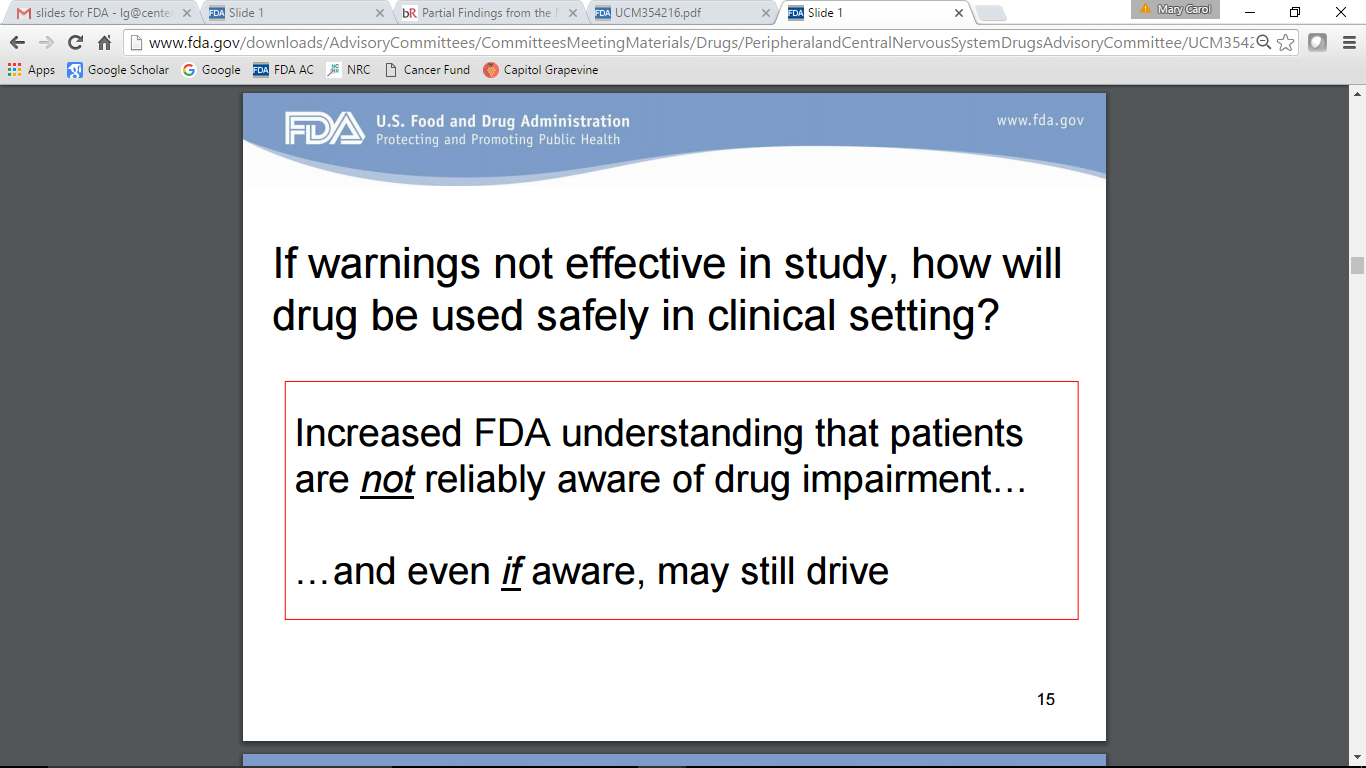 slides for FDA - lg@cente
Slide 1
Partial Findings from the
UCM354216.pdf
Slide 1
Mary Carol
www.fda.gov/downloads/AdvisoryCommittees/CommitteesMeetingMaterials/Drugs/PeripheralandCentralNervousSystemDrugsAdvisoryCommittee/UCM3542
Apps Google Scholar Google FDA FDA AC NRC Cancer Fund Capitol Grapevine
FDA U.S. Food and Drug Administration www.fda.gov
Protecting and Promoting Public Health
If warnings not effective in study, how will
drug be used safely in clinical setting?
Increased FDA understanding that patients
are not reliably aware of drug impairment…
…and even if aware, may still drive
15